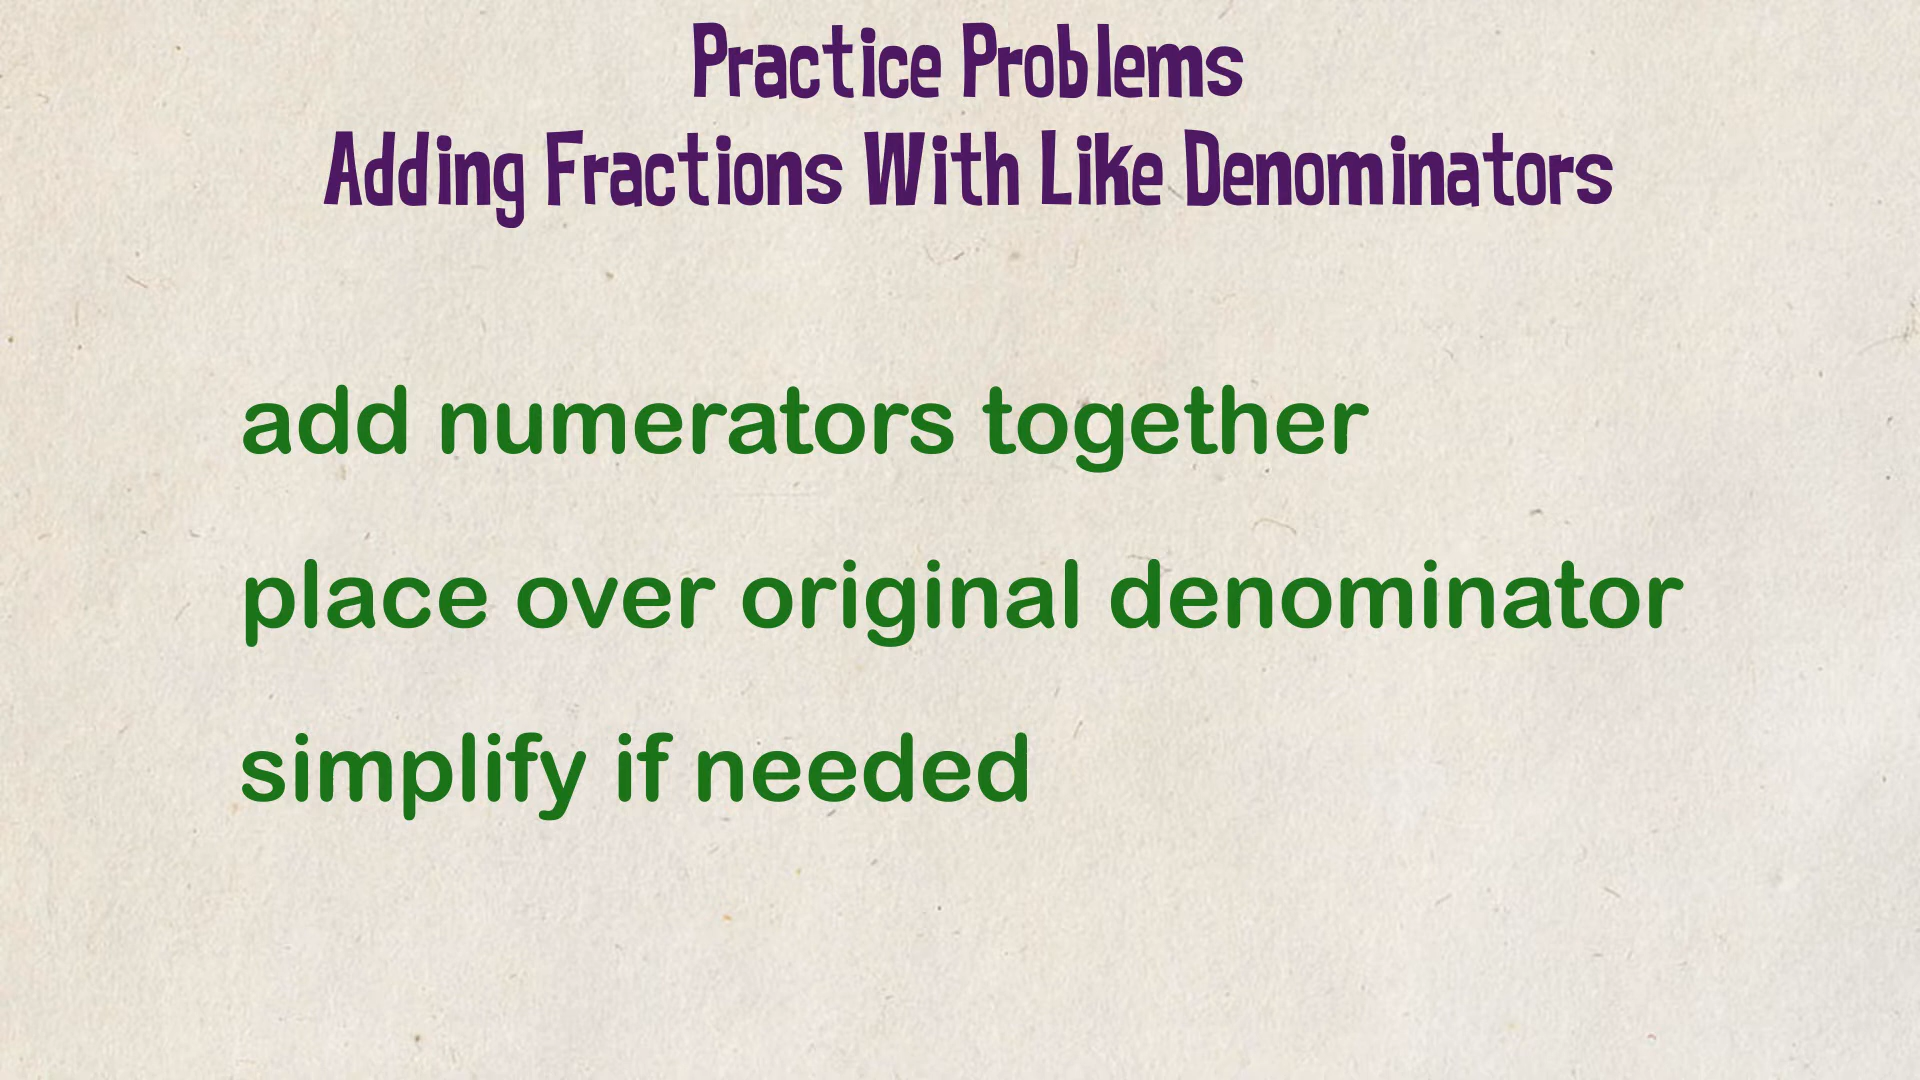 Practice Problems
Adding Fractions With Like Denominators
add numerators together
place over original denominator
simplify if needed